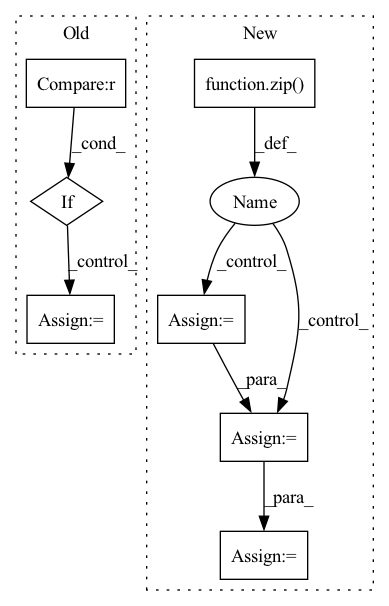 Old
New
Compare:r
function.zip()
_cond_
_def_
If
Name
_control_
_control_
_control_
Assign:=
Assign:=
_para_
Assign:=
_para_
Assign:=